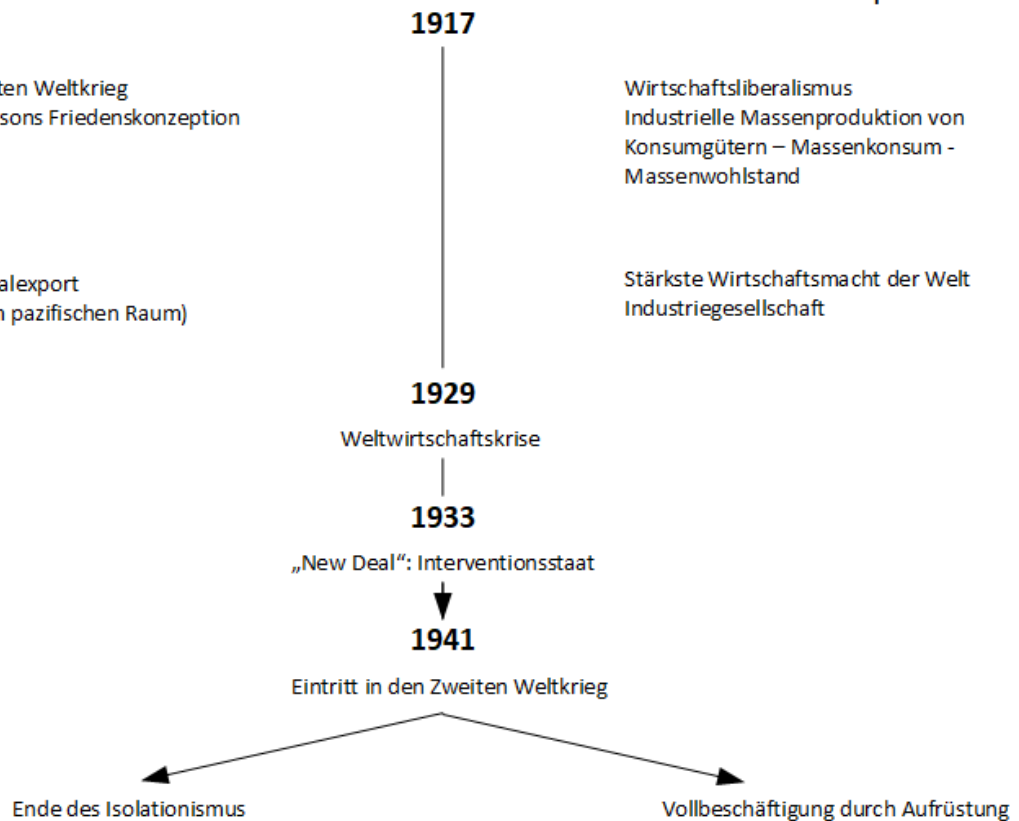 1917
ten Weltkrieg
sons Friedenskonzeption
Wirtschaftsliberalismus
Industrielle Massenproduktion von
Konsumgütern – Massenkonsum -
Massenwohlstand
alexport
n pazifischen Raum)
Stärkste Wirtschaftsmacht der Welt
Industriegesellschaft
1929
Weltwirtschaftskrise
1933
„New Deal“: Interventionsstaat
1941
Eintritt in den Zweiten Weltkrieg
Ende des Isolationismus
Vollbeschäftigung durch Aufrüstung